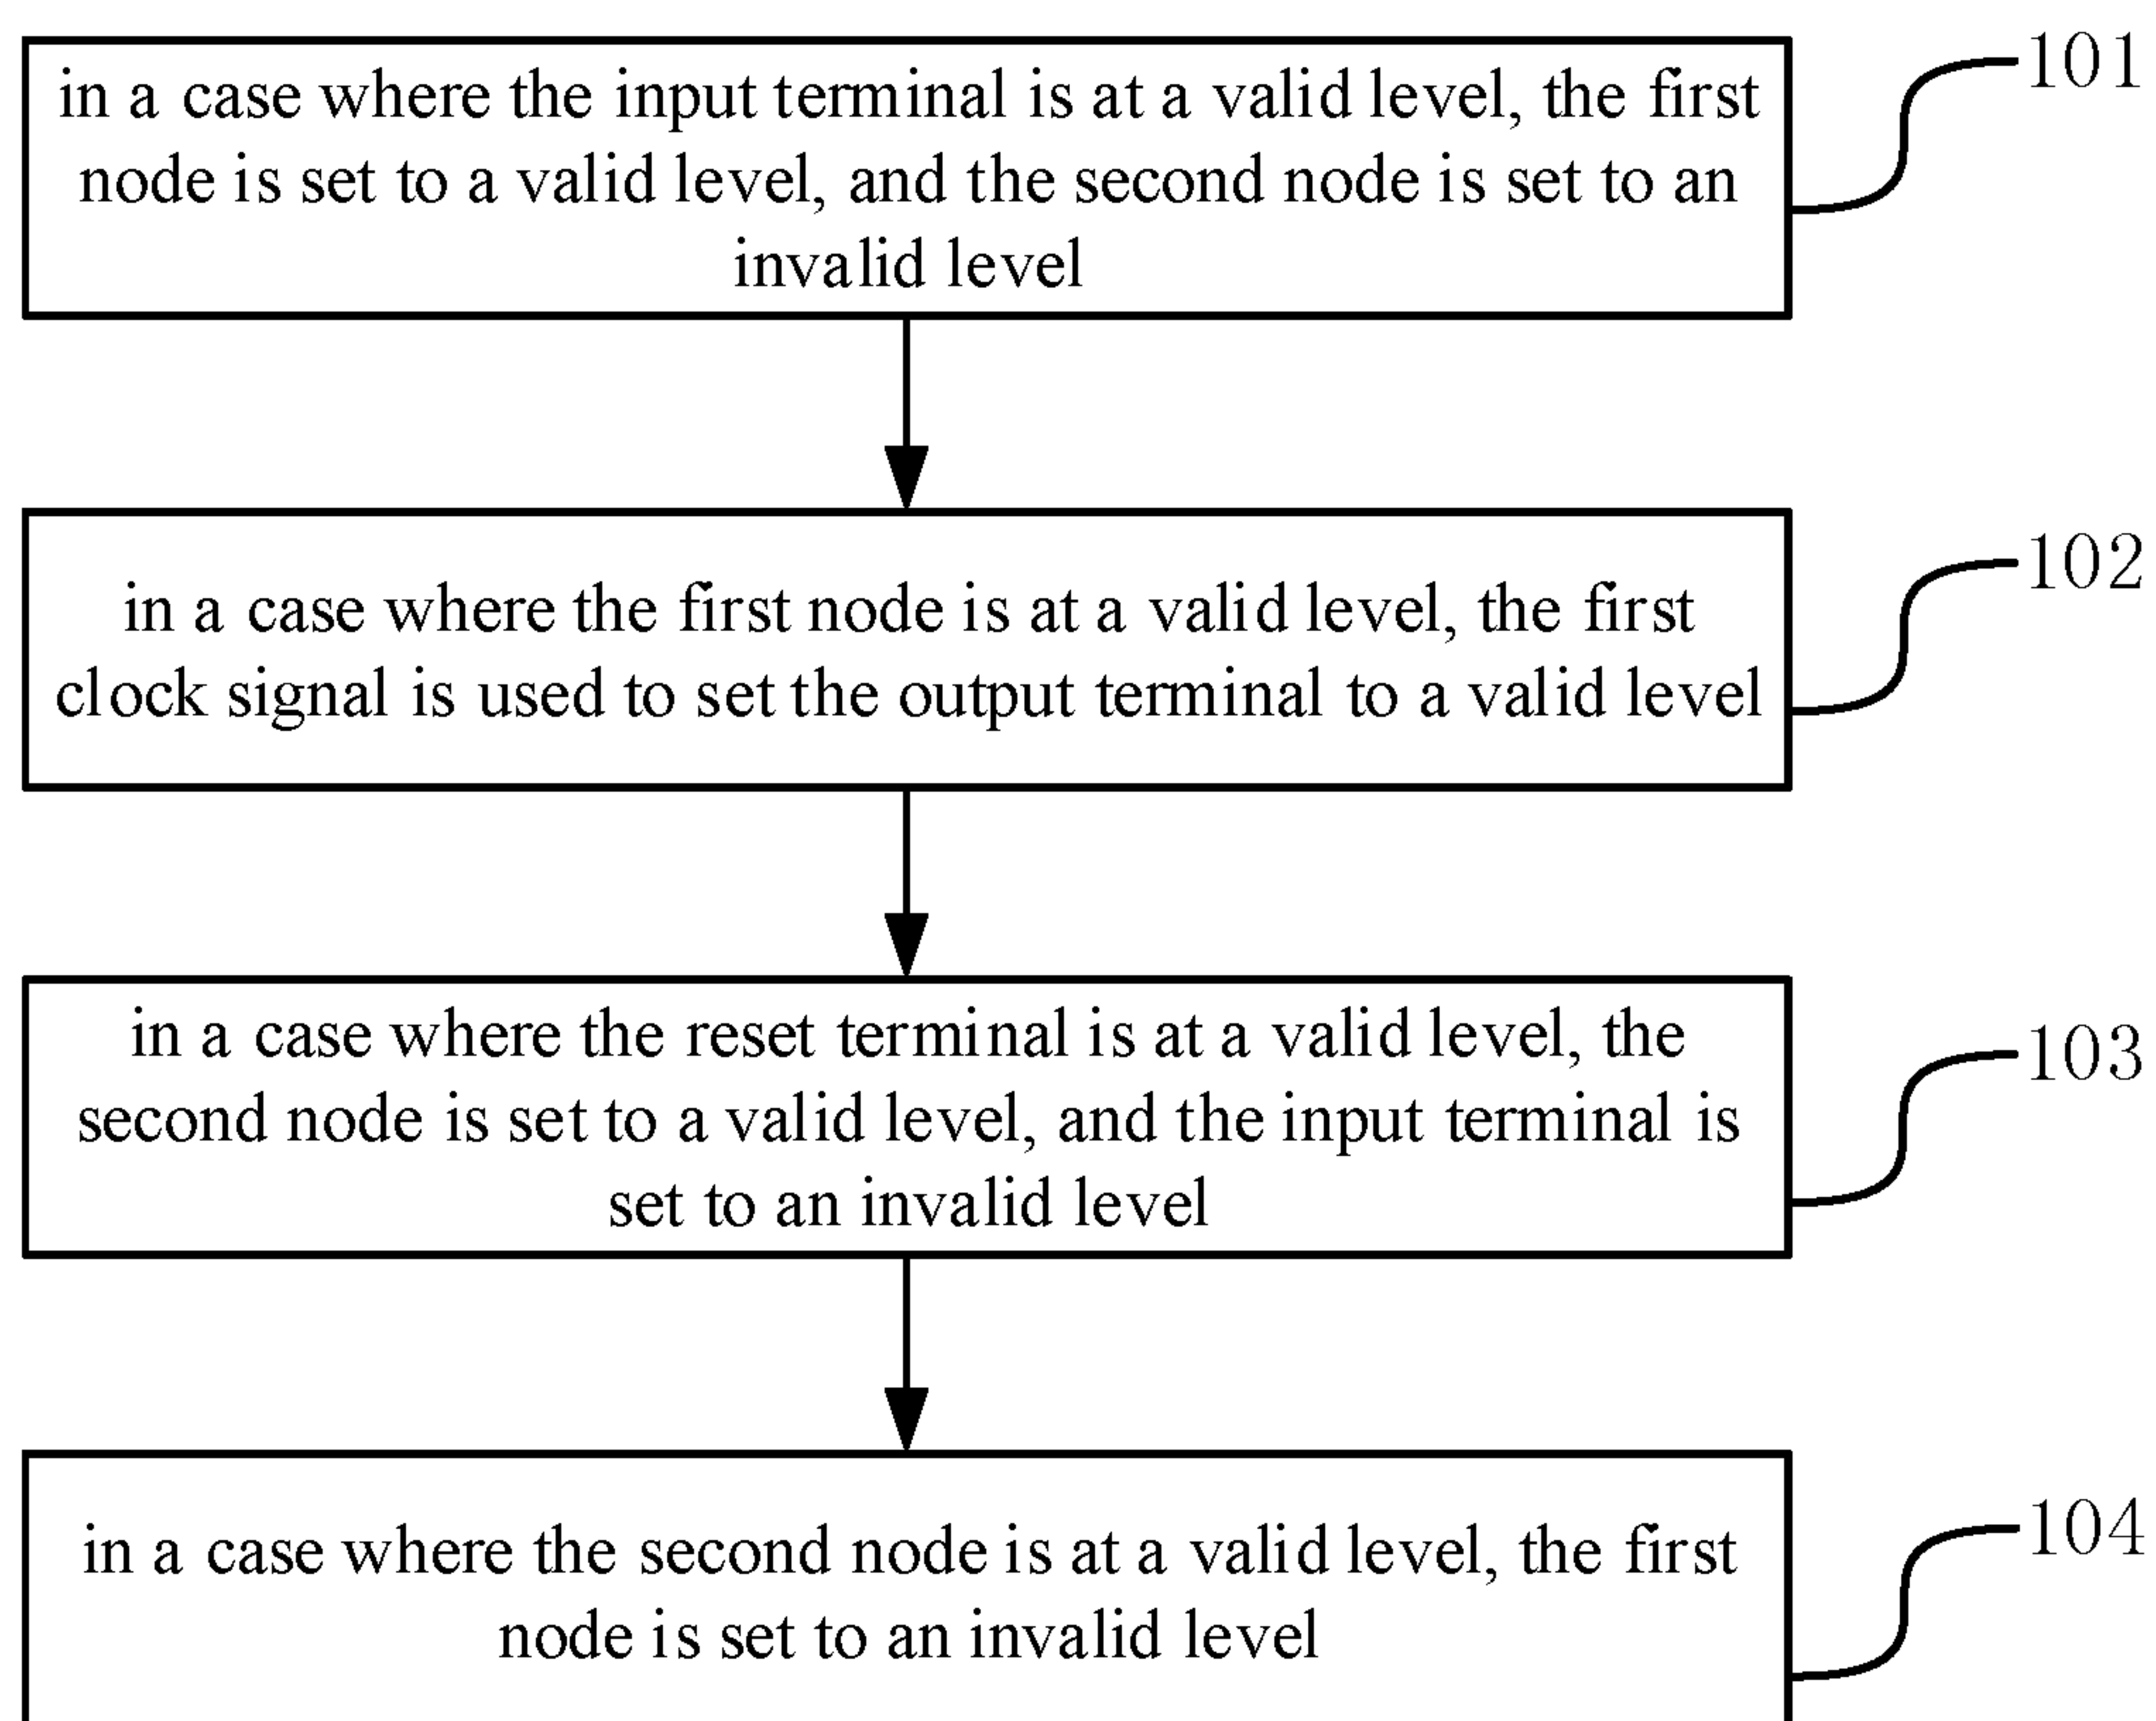 in a case where the input terminal is at a valid level, the first
node is set to a valid level, and the second node is set to an
invalid level
101
in a case where the first node is at a valid level, the first
clock signal is used to set the output terminal to a valid level
102
in a case where the reset terminal is at a valid level, the
second node is set to a valid level, and the input terminal is
set to an invalid level
103
in a case where the second node is at a valid level, the first
node is set to an invalid level
104